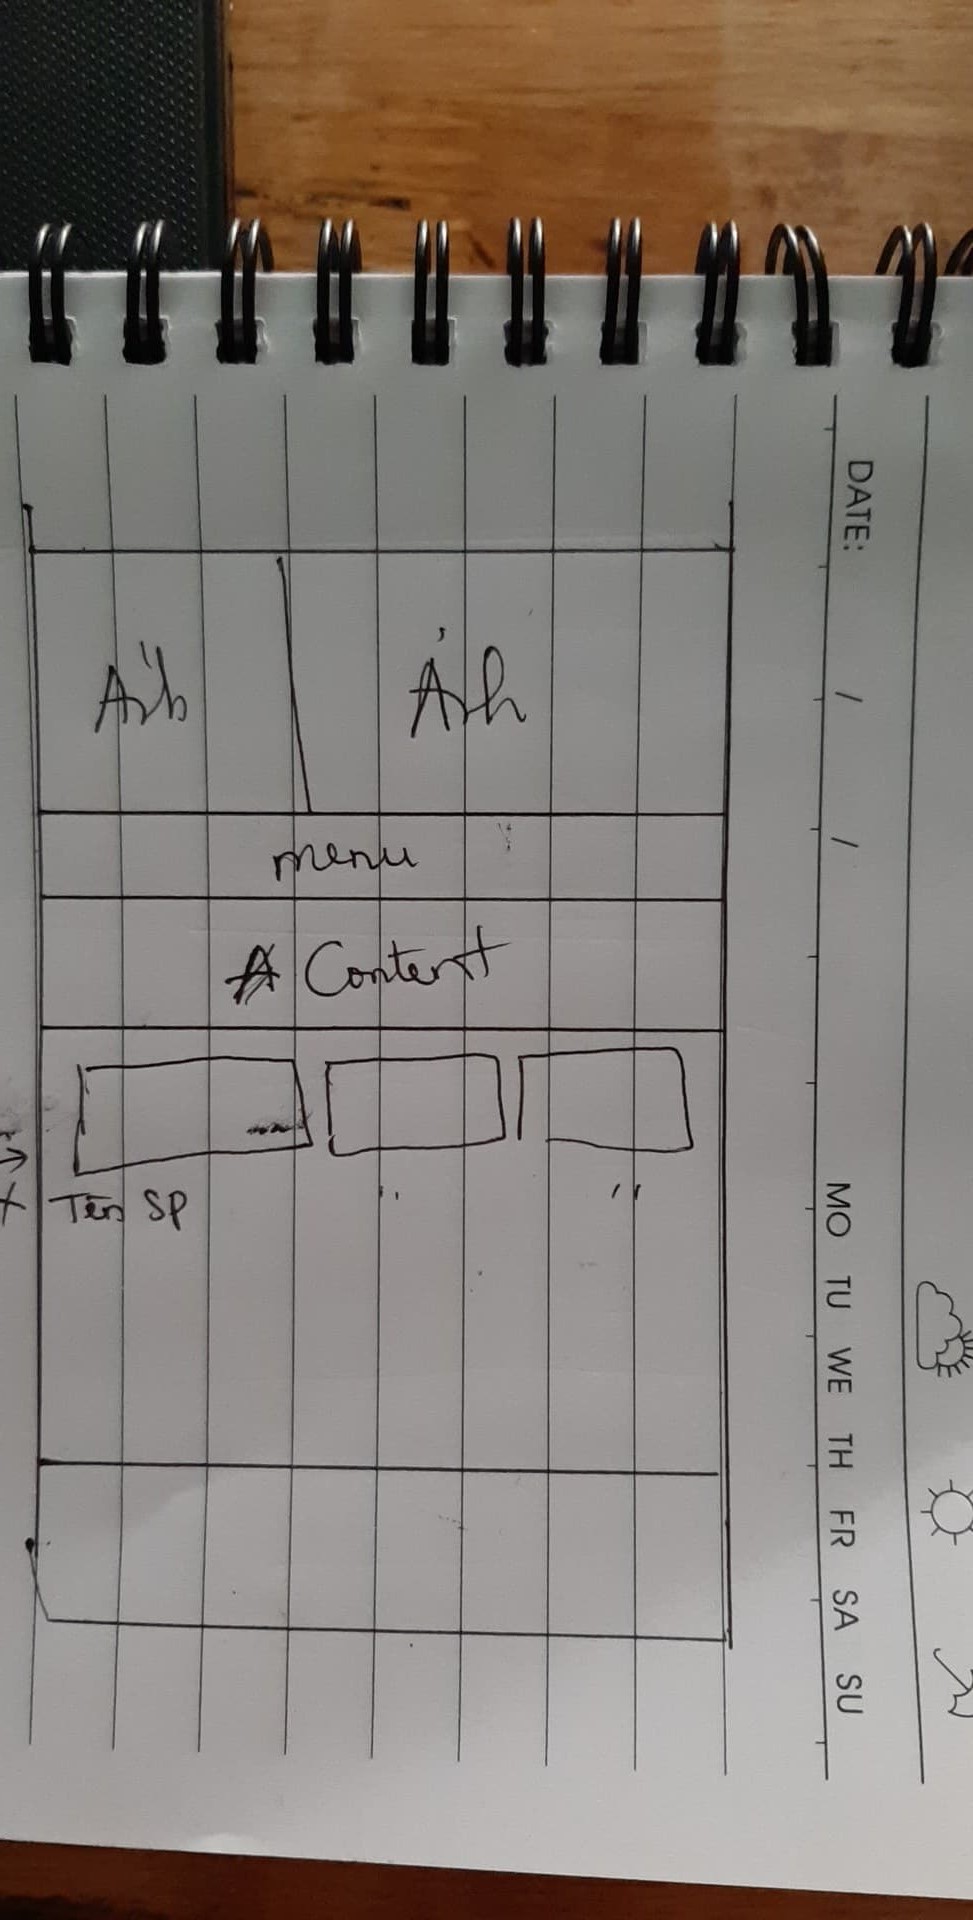 DATE: / /
MO TU WE TH FR SA SU
Ảnh Ảnh
menu
Content
Tên SP " "